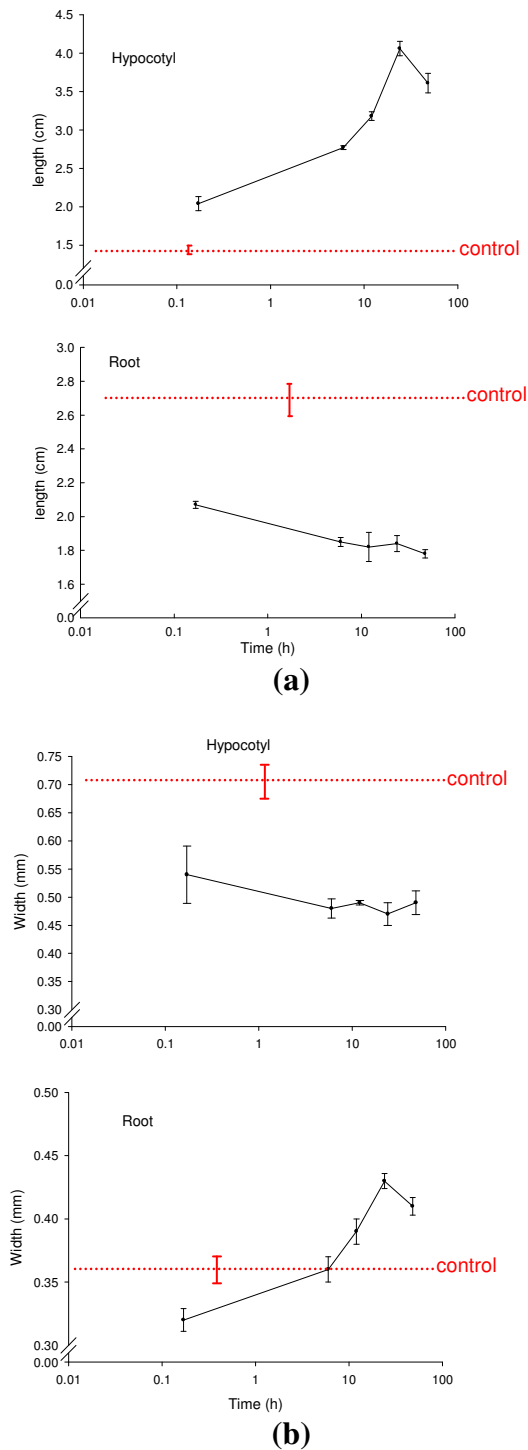 Hypocotyl
length (cm)
4.5
4.0
3.5
3.0
2.5
2.0
1.5
0.0
control
0.01 0.1 1 10 100
Root
length (cm)
3.0
2.8
2.6
2.4
2.2
2.0
1.8
1.6
0.0
control
0.01 0.1 1 10 100
Time (h)
(a)
Hypocotyl
Width (mm)
0.75
0.70
0.65
0.60
0.55
0.50
0.45
0.40
0.35
0.30
0.00
control
0.01 0.1 1 10 100
Root
Width (mm)
0.50
0.45
0.40
0.35
0.30
0.00
control
0.01 0.1 1 10 100
Time (h)
(b)